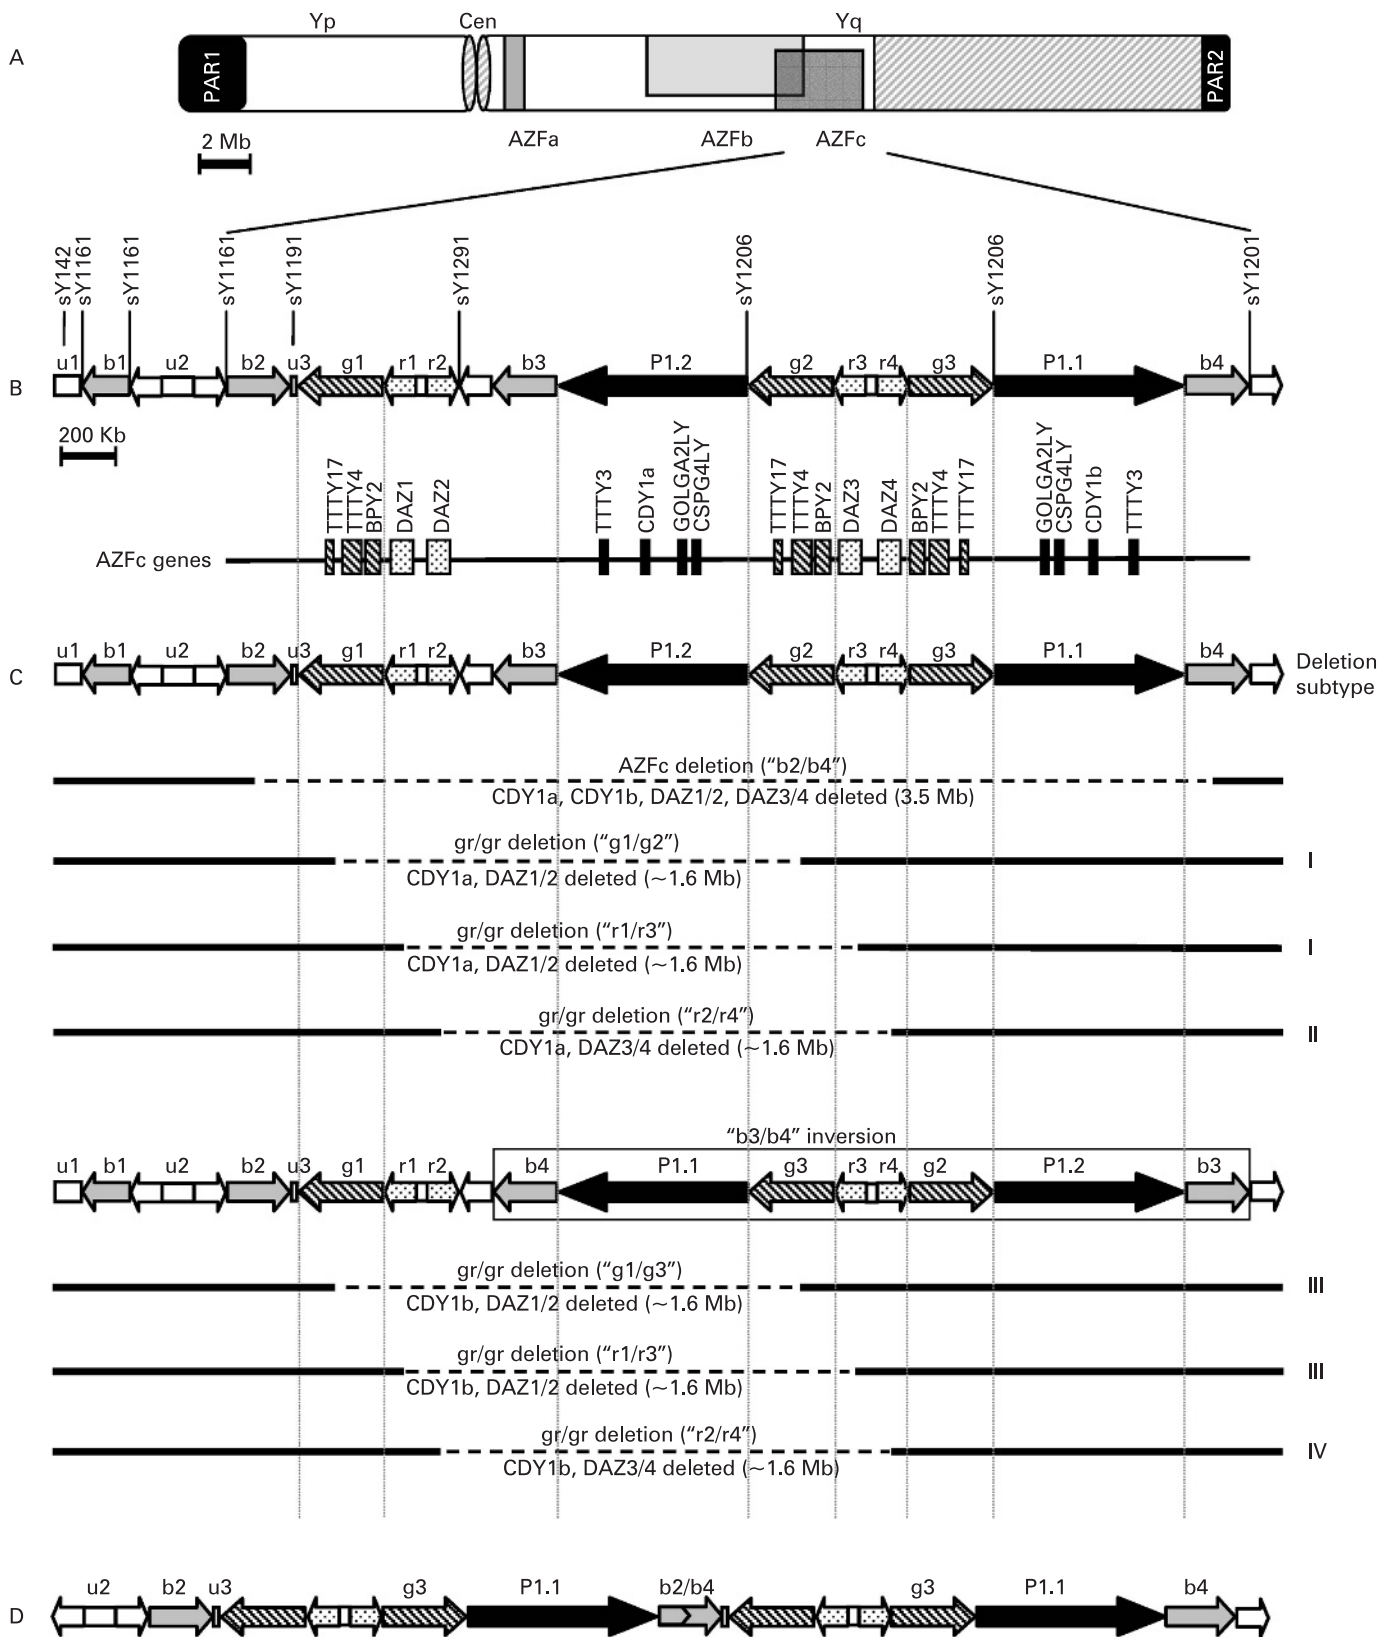 Yp Cen Yq
A
PAR1
PAR2
2 Mb
AZFa AZFb AZFc
sY142
sY1161
sY1161
sY1161
sY1191
sY1291
sY1206
sY1206
sY1201
u1 b1 u2 b2 u3 g1 r1 r2 b3 P1.2 g2 r3 r4 g3 P1.1 b4
B
200 Kb
TTTY17
TTTY4
BPY2
DAZ1
DAZ2
TTTY3
CDY1a
GOLGA2LY
CSPG4LY
TTTY17
TTTY4
BPY2
DAZ3
DAZ4
BPY2
TTTY4
TTTY17
GOLGA2LY
CSPG4LY
CDY1b
TTTY3
AZFc genes
u1 b1 u2 b2 u3 g1 r1 r2 b3 P1.2 g2 r3 r4 g3 P1.1 b4
C
Deletion
subtype
AZFc deletion (“b2/b4”)
CDY1a, CDY1b, DAZ1/2, DAZ3/4 deleted (3.5 Mb)
gr/gr deletion (“g1/g2”)
I
CDY1a, DAZ1/2 deleted (~1.6 Mb)
gr/gr deletion (“r1/r3”)
I
CDY1a, DAZ1/2 deleted (~1.6 Mb)
gr/gr deletion (“r2/r4”)
II
CDY1a, DAZ3/4 deleted (~1.6 Mb)
“b3/b4” inversion
u1 b1 u2 b2 u3 g1 r1 r2 b4 P1.1 g3 r3 r4 g2 P1.2 b3
gr/gr deletion (“g1/g3”)
III
CDY1b, DAZ1/2 deleted (~1.6 Mb)
gr/gr deletion (“r1/r3”)
III
CDY1b, DAZ1/2 deleted (~1.6 Mb)
gr/gr deletion (“r2/r4”)
IV
CDY1b, DAZ3/4 deleted (~1.6 Mb)
u2 b2 u3 g3 P1.1 b2/b4 g3 P1.1 b4
D